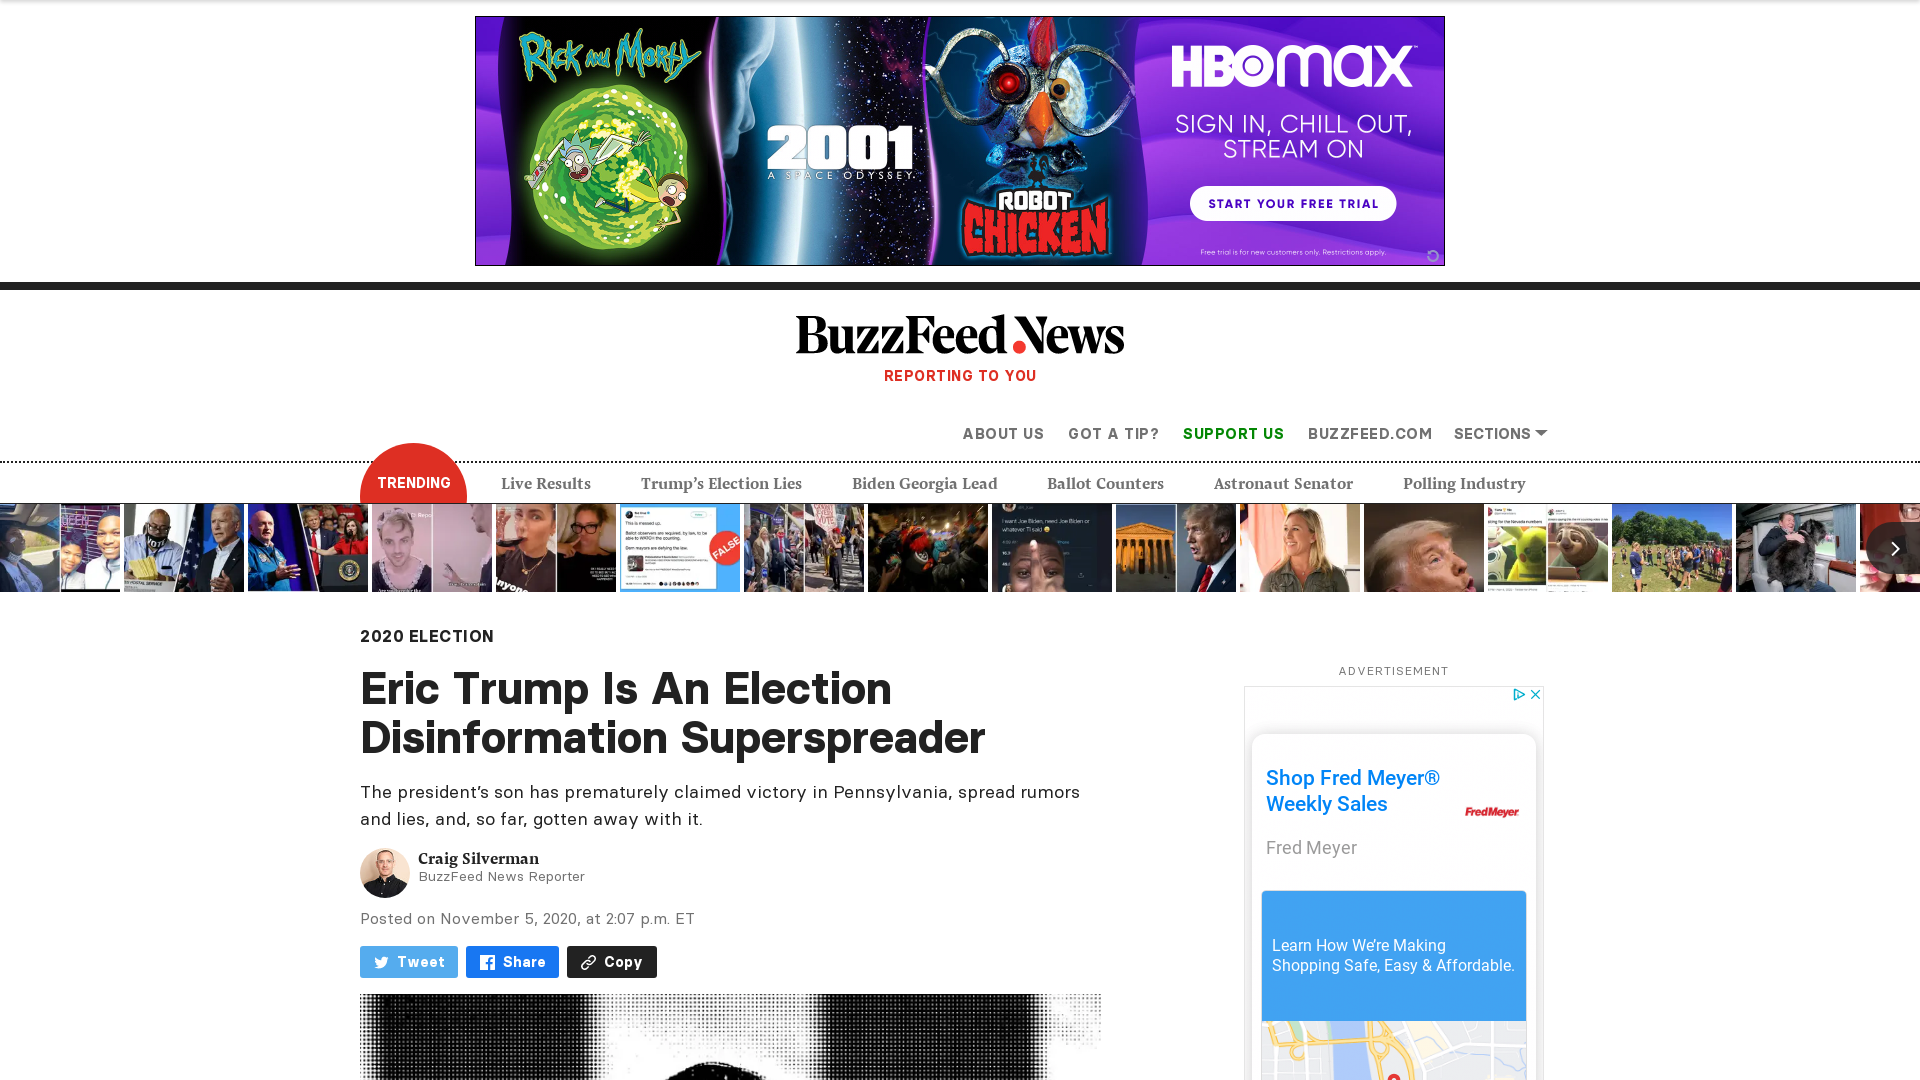 Rick and Morty
2001
A SPACE ODYSSEY
ROBOT
CHICKEN
HBOMAX
SIGN IN, CHILL OUT,
STREAM ON
START YOUR FREE TRIAL
Free trial is for new customers only. Restrictions apply.
BuzzFeed News
REPORTING TO YOU
ABOUT US GOT A TIP? SUPPORT US BUZZFEED.COM SECTIONS
TRENDING Live Results Trump’s Election Lies Biden Georgia Lead Ballot Counters Astronaut Senator Polling Industry
FALSE
2020 ELECTION
Eric Trump Is An Election
Disinformation Superspreader
The president’s son has prematurely claimed victory in Pennsylvania, spread rumors
and lies, and, so far, gotten away with it.
Craig Silverman
BuzzFeed News Reporter
Posted on November 5, 2020, at 2:07 p.m. ET
Tweet Share Copy
ADVERTISEMENT
Shop Fred Meyer®
Weekly Sales
FredMeyer
Fred Meyer
Learn How We’re Making
Shopping Safe, Easy & Affordable.